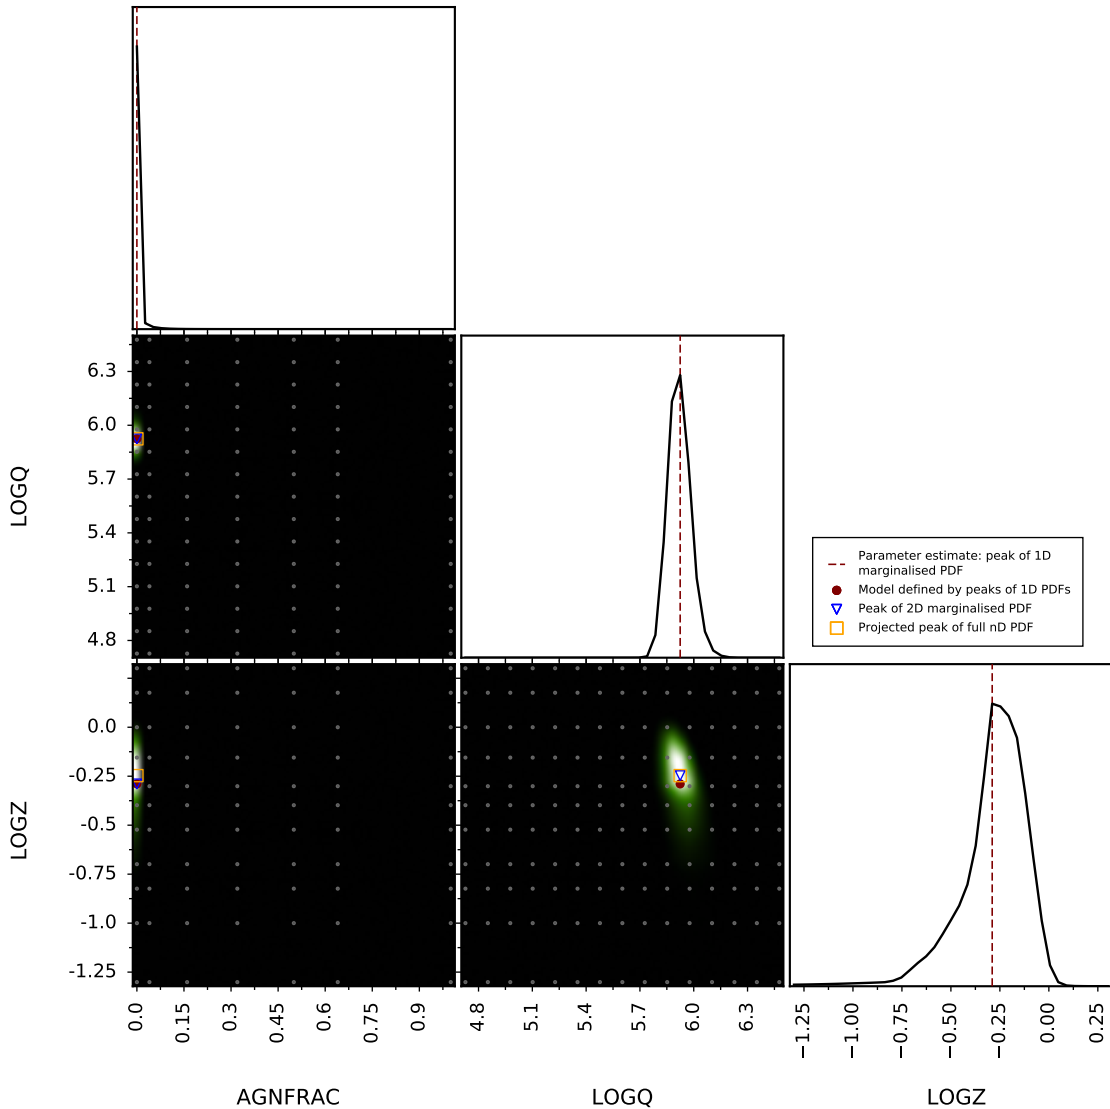 6.3
6.0
5.7
5.4
5.1
4.8
LOGQ
Parameter estimate: peak of 1D
marginalised PDF
Model defined by peaks of 1D PDFs
Peak of 2D marginalised PDF
Projected peak of full nD PDF
0.0
-0.25
-0.5
-0.75
-1.0
-1.25
LOGZ
0.0 0.15 0.3 0.45 0.6 0.75 0.9
4.8 5.1 5.4 5.7 6.0 6.3
−1.25 −1.00 −0.75 −0.50 −0.25 0.00 0.25
AGNFRAC LOGQ LOGZ